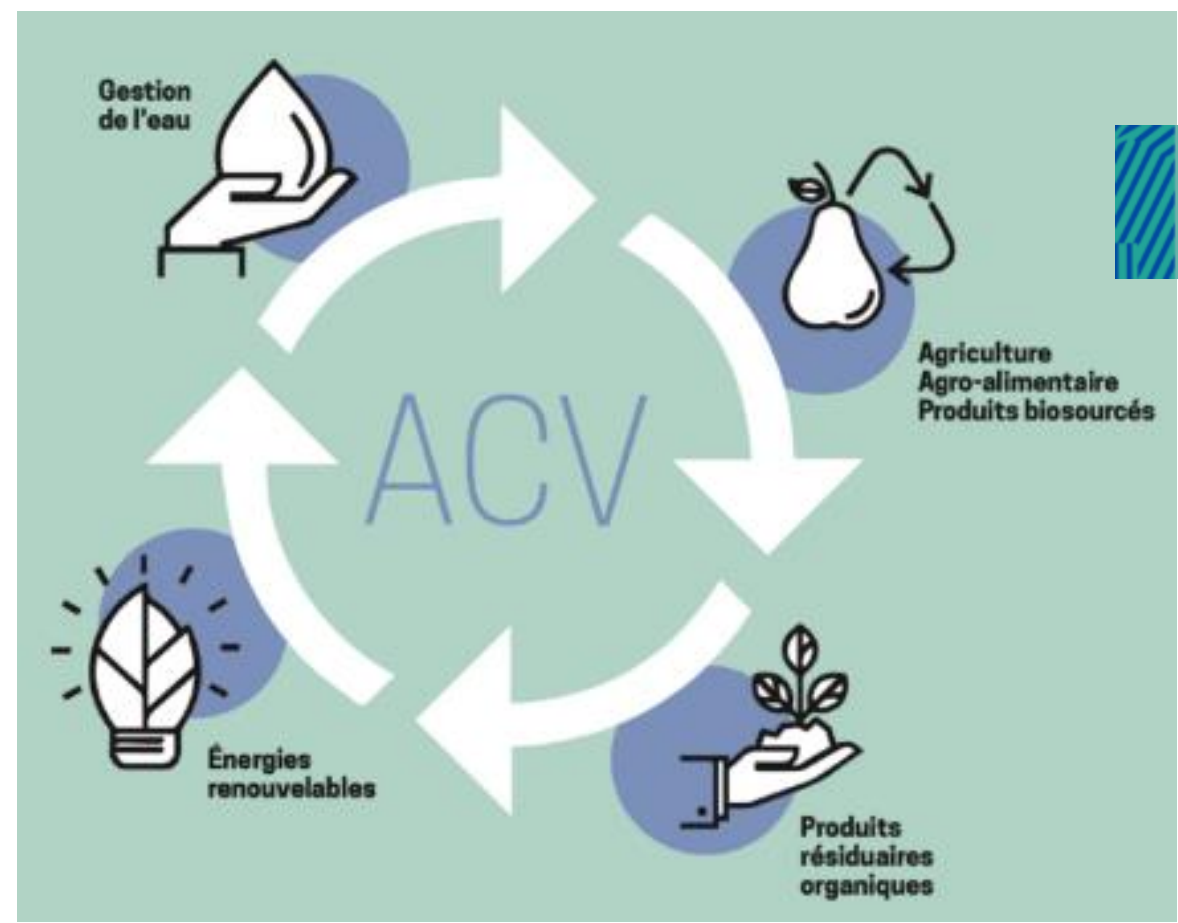 Gestion
de l'eau
Agriculture
Agro-alimentaire
Produits biosourcés
ACV
Énergies
renouvelables
Produits
résiduaires
organiques